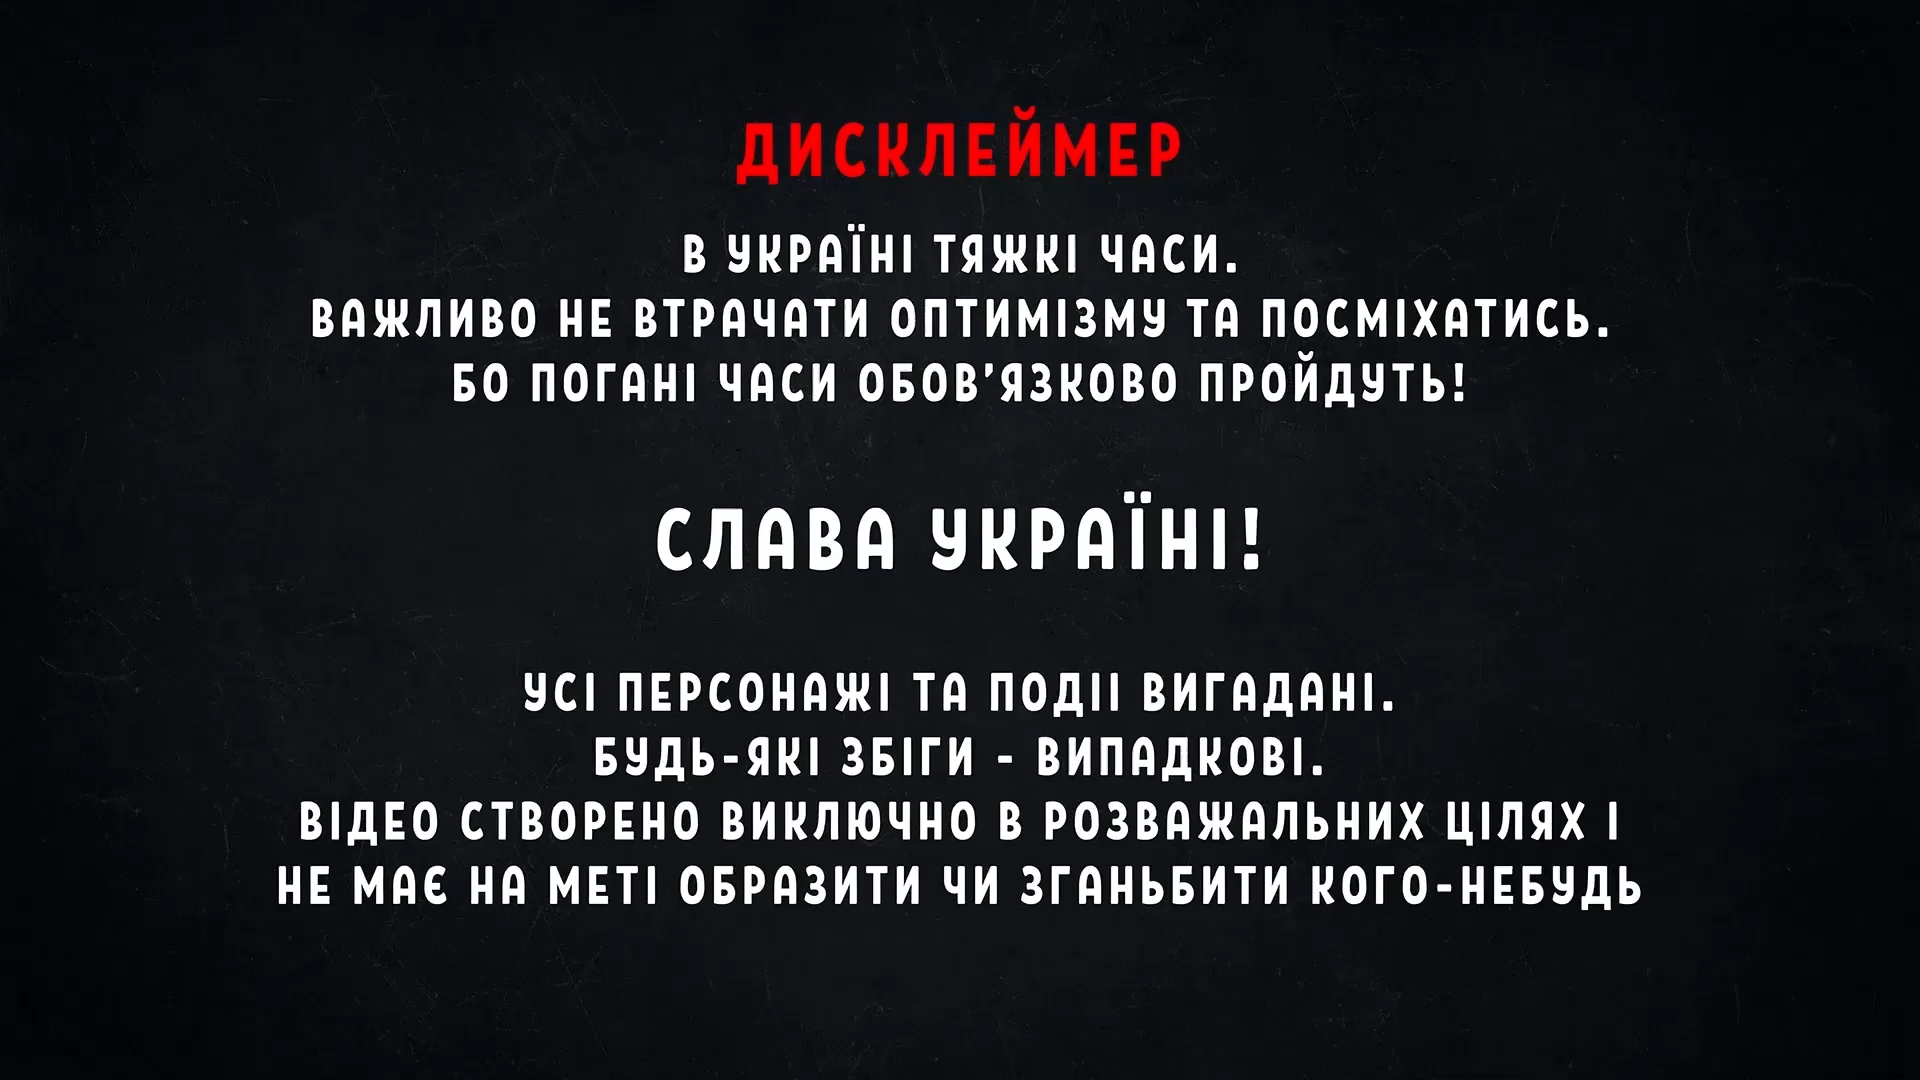 ДИСКЛЕЙМЕР
В УКРАЇНІ ТЯЖКІ ЧАСИ.
ВАЖЛИВО НЕ ВТРАЧАТИ ОПТИМІЗМУ ТА ПОСМІХАТИСЬ.
БО ПОГАНІ ЧАСИ ОБОВ'ЯЗКОВО ПРОЙДУТЬ!
СЛАВА УКРАЇНІ!
УСІ ПЕРСОНАЖІ ТА ПОДІІ ВИГАДАНІ.
БУДЬ-ЯКІ ЗБІГИ - ВИПАДКОВІ.
ВІДЕО СТВОРЕНО ВИКЛЮЧНО В РОЗВАЖАЛЬНИХ ЦІЛЯХ І
НЕ МАЄ НА МЕТІ ОБРАЗИТИ ЧИ ЗГАНЬБИТИ КОГО-НЕБУДЬ